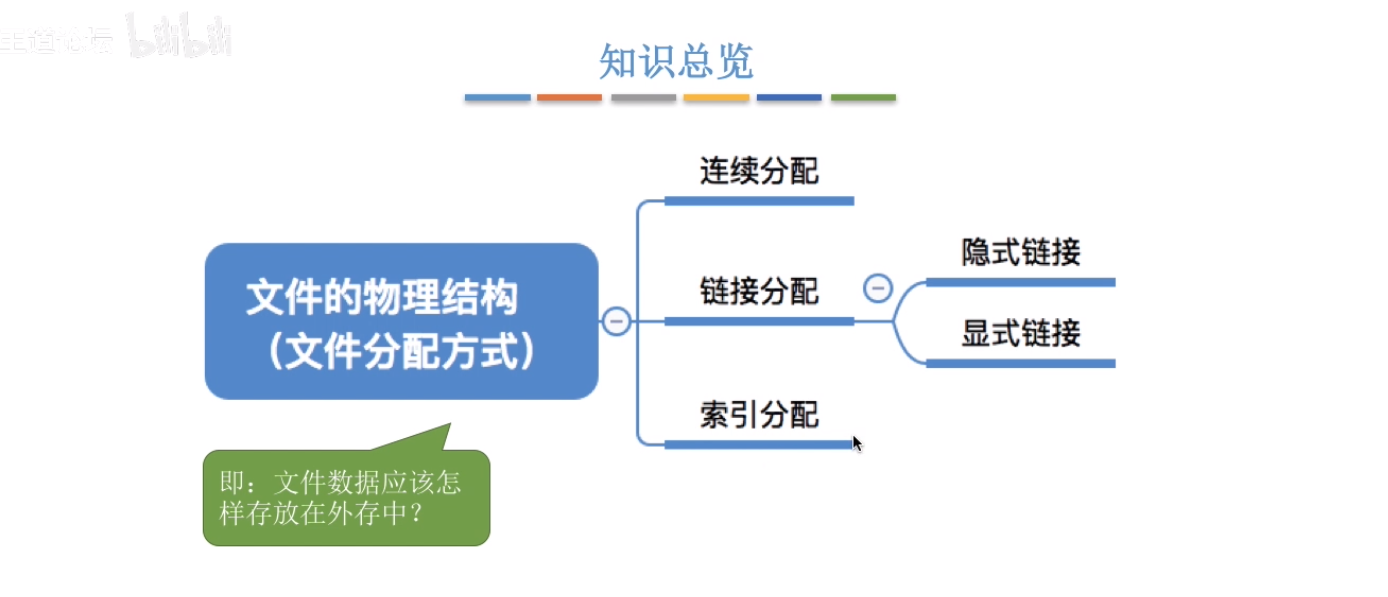 王道论坛 bilibili
知识总览
连续分配
隐式链接
链接分配
文件的物理结构
（文件分配方式）
显式链接
索引分配
即：文件数据应该怎
样存放在外存中？